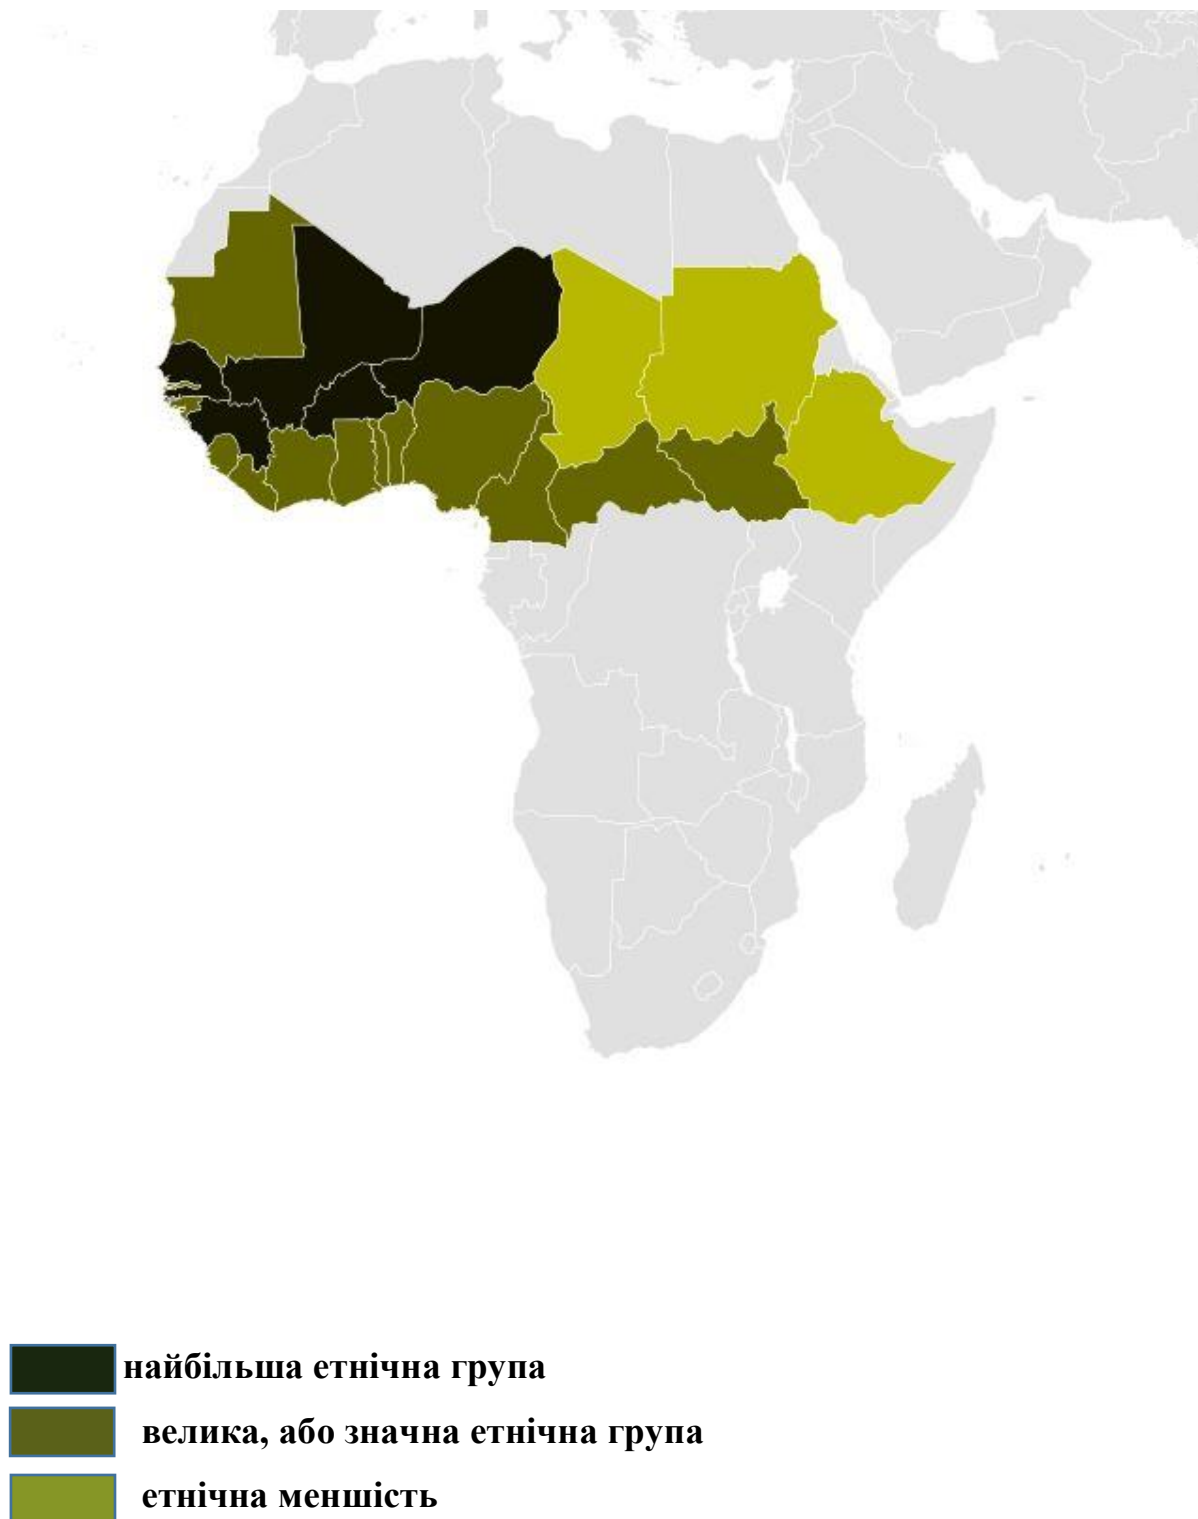 найбільша етнічна група
велика, або значна етнічна група
етнічна меншість